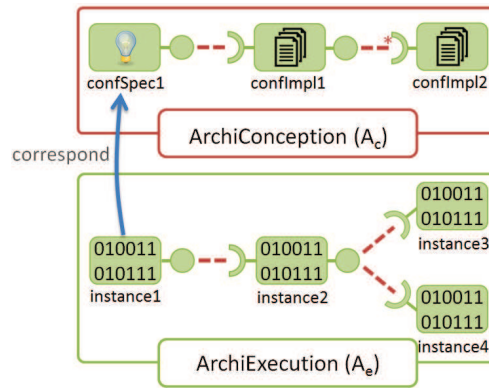 confSpec1
confImpl1
*
confImpl2
ArchiConception (Ac)
correspond
010011
010111
instance1
010011
010111
instance2
010011
010111
instance3
010011
010111
instance4
ArchiExecution (Ae)